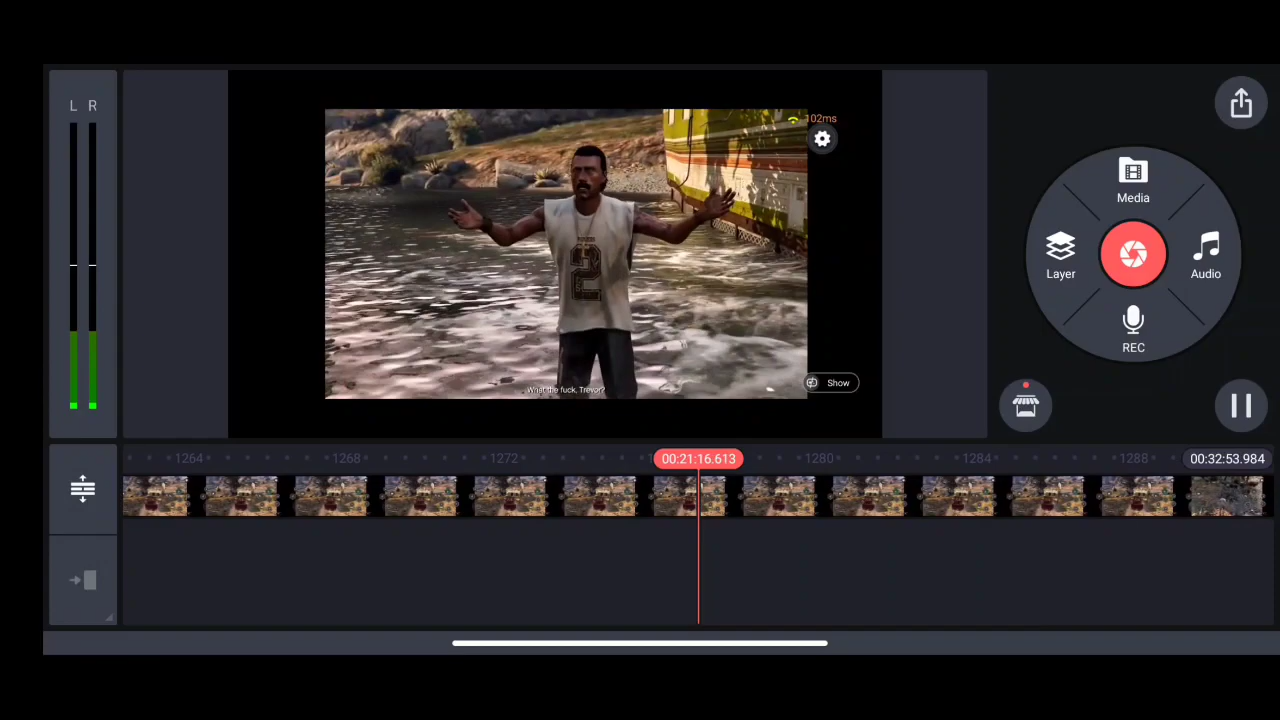 L R
102ms
Media
Layer
Audio
REC
What the fuck, Trevor?
Show
00:21:16.613
00:32:53.984
1264
1268
1272
1280
1284
1288
2